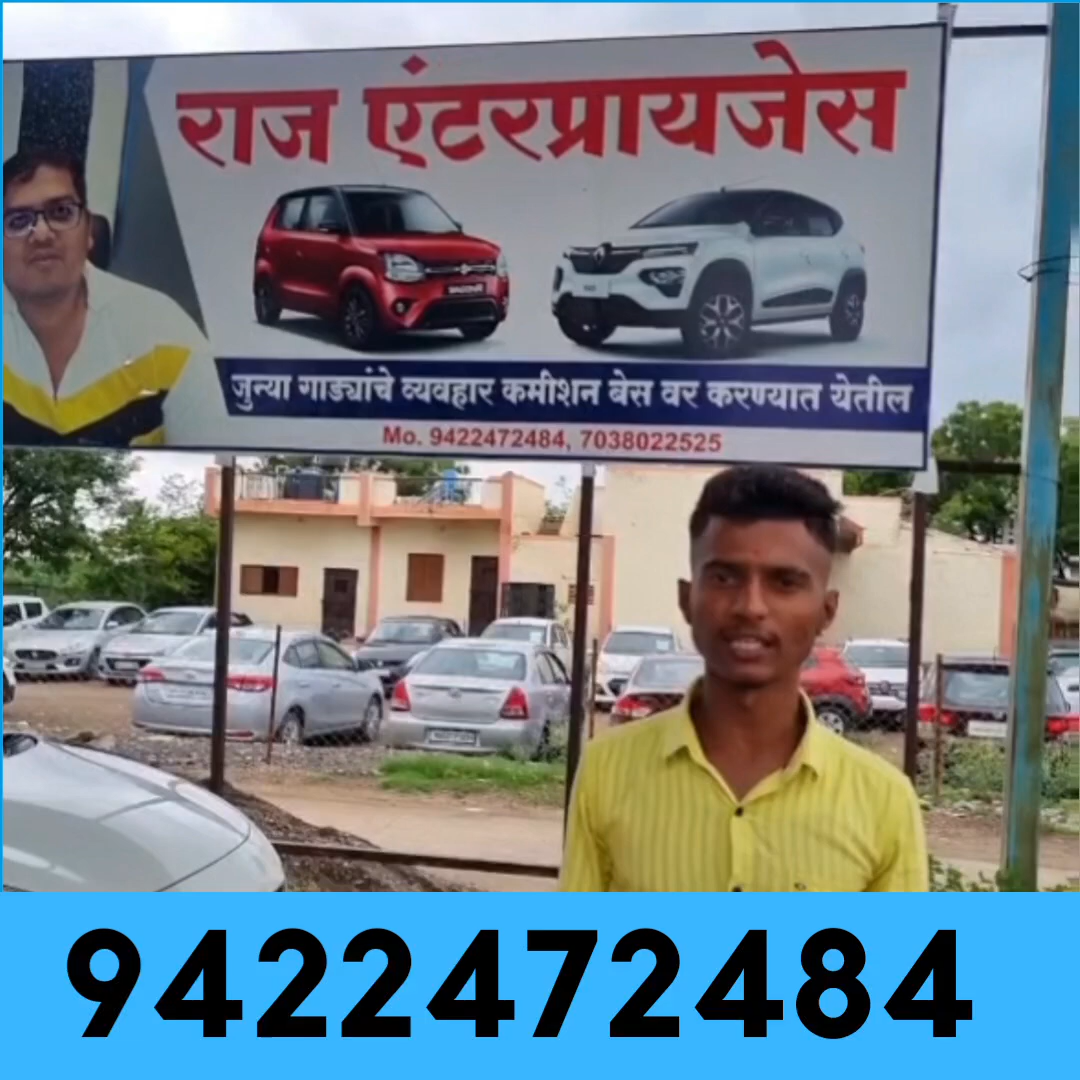 राज एंटरप्रायजेस
जुन्या गाड्यांचे व्यवहार कमीशन बेस वर करण्यात येतील
Mo. 9422472484, 7038022525
9422472484